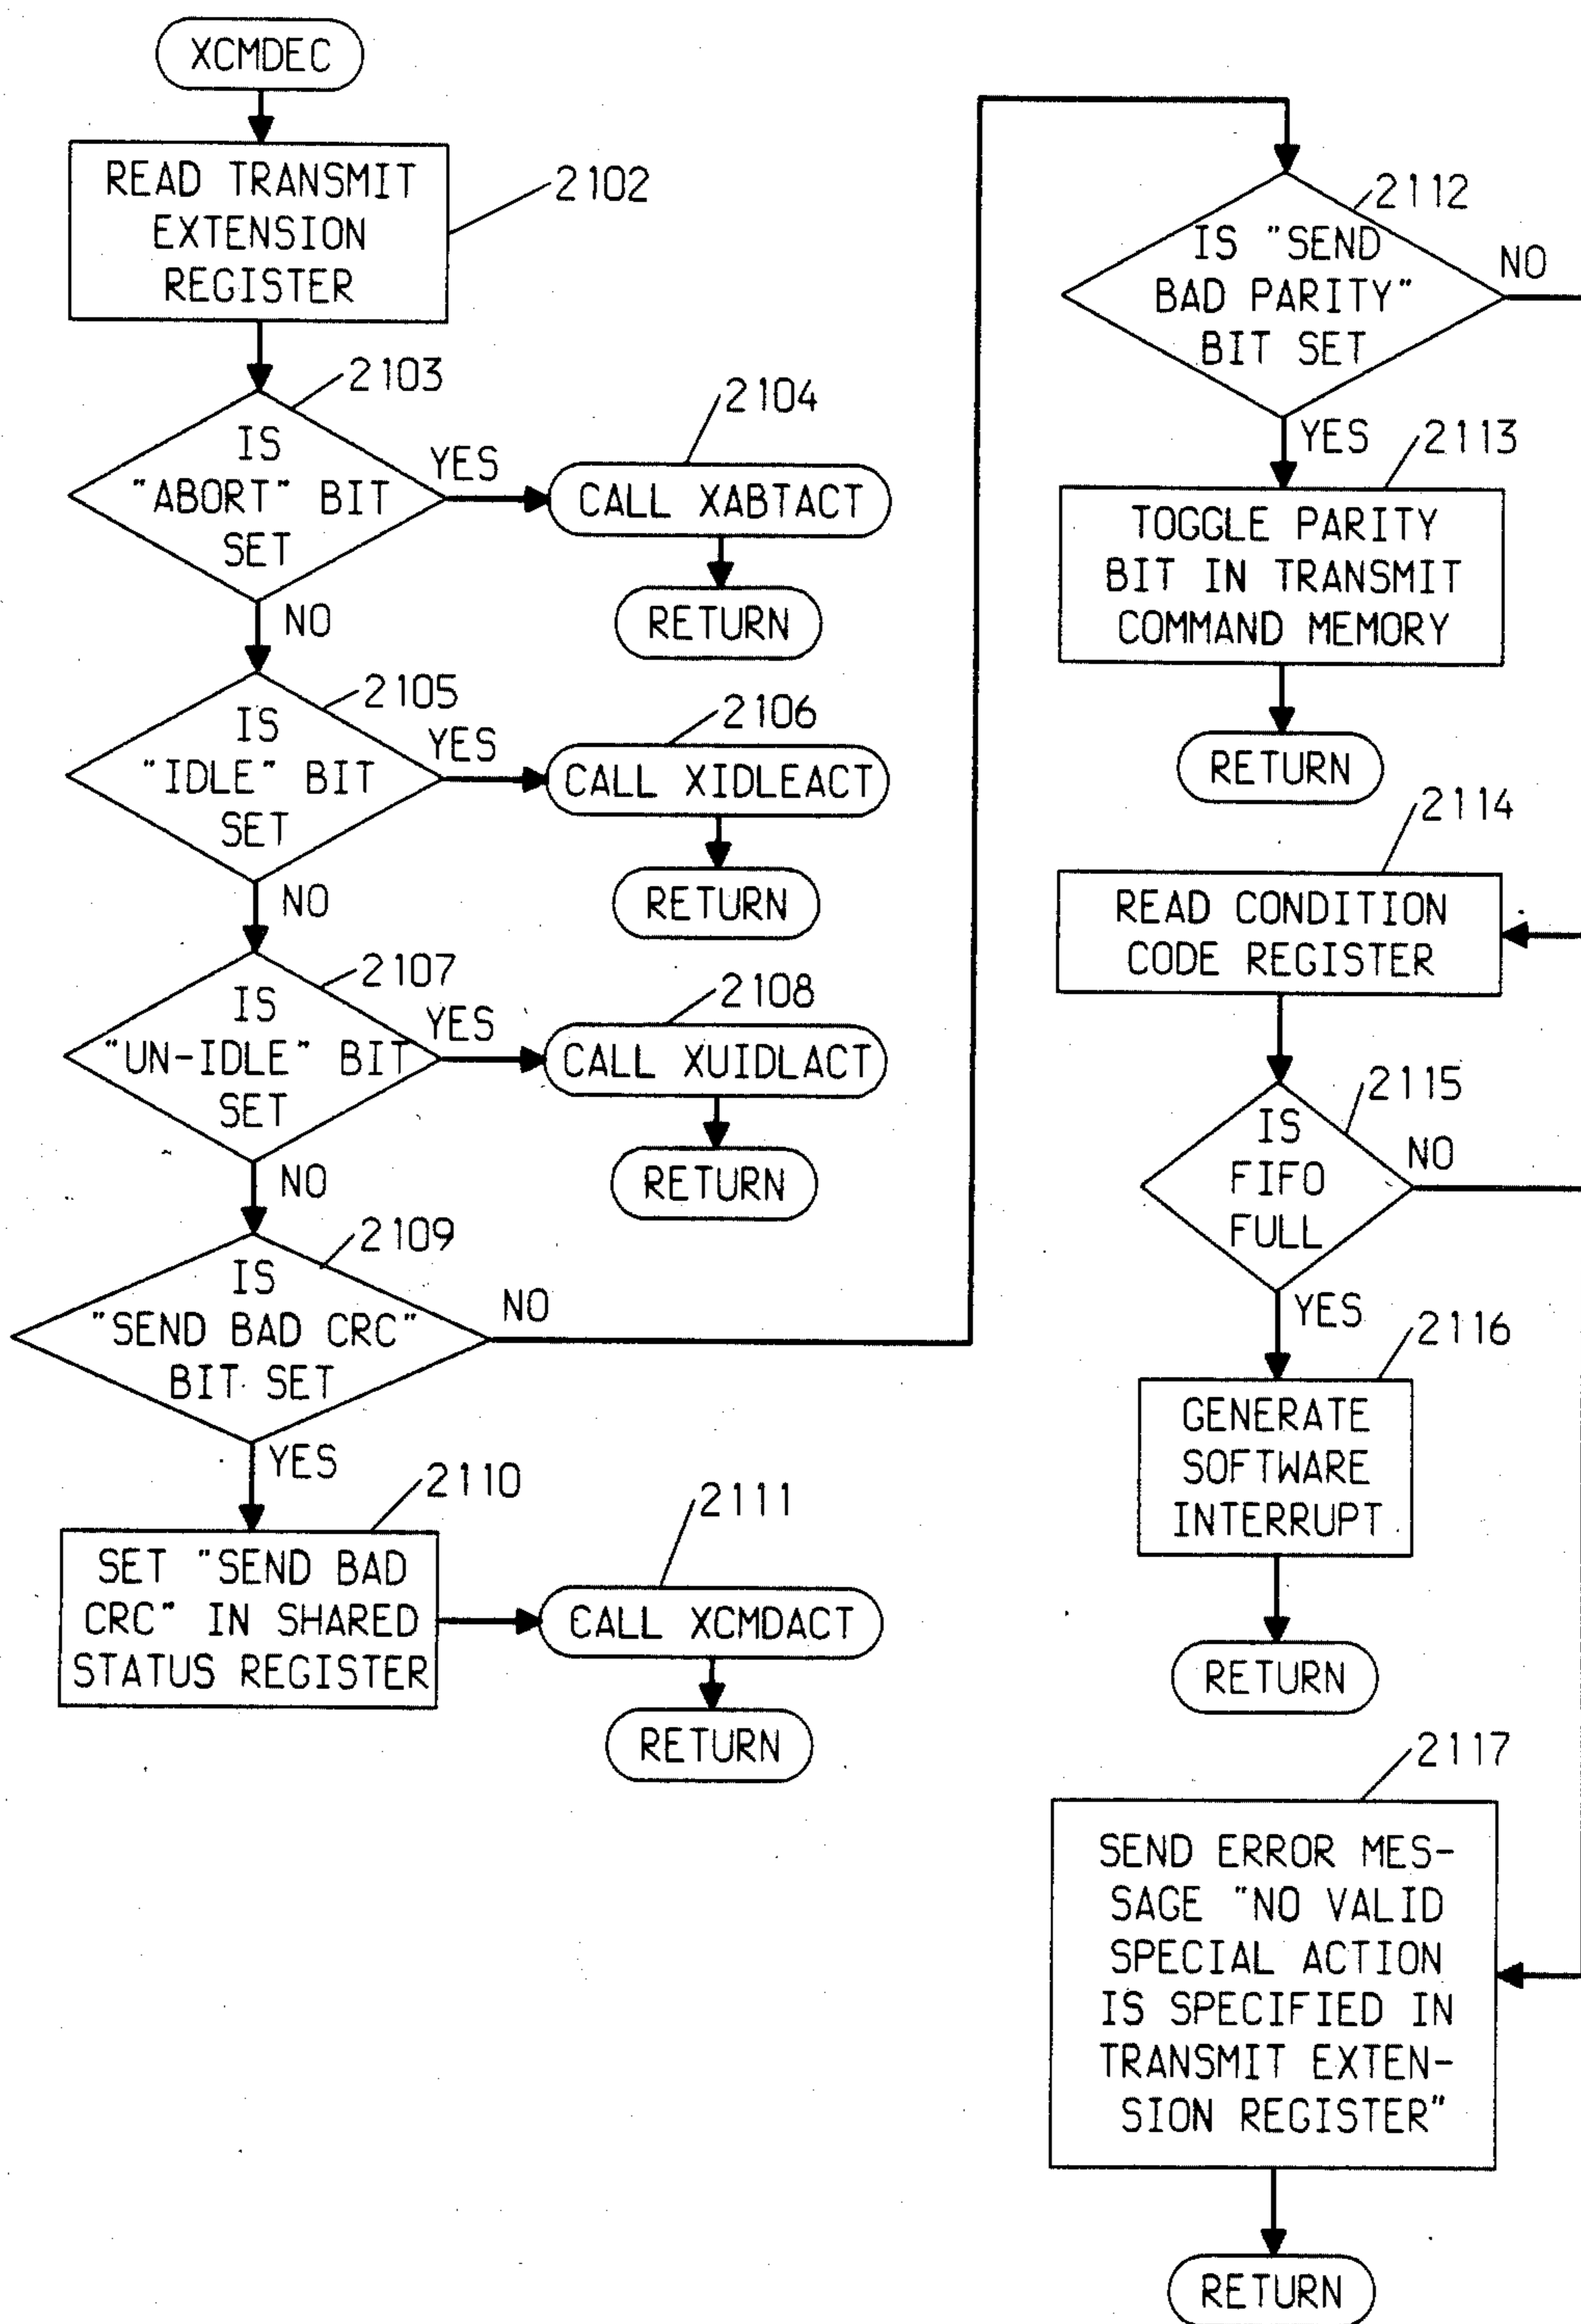 XCMDEC
READ TRANSMIT
EXTENSION
REGISTER
2102
2103
IS
"ABORT" BIT
SET
YES
2104
CALL XABTACT
RETURN
NO
2105
IS
"IDLE" BIT
SET
YES
2106
CALL XIDLEACT
RETURN
NO
2107
IS
"UN-IDLE" BIT
SET
YES
2108
CALL XUIDLACT
RETURN
NO
2109
IS
"SEND BAD CRC"
BIT SET
NO
YES
2110
SET "SEND BAD
CRC" IN SHARED
STATUS REGISTER
2111
CALL XCMDACT
RETURN
2112
IS "SEND
BAD PARITY"
BIT SET
NO
YES
2113
TOGGLE PARITY
BIT IN TRANSMIT
COMMAND MEMORY
RETURN
2114
READ CONDITION
CODE REGISTER
2115
IS
FIFO
FULL
NO
YES
2116
GENERATE
SOFTWARE
INTERRUPT
RETURN
2117
SEND ERROR MES-
SAGE "NO VALID
SPECIAL ACTION
IS SPECIFIED IN
TRANSMIT EXTEN-
SION REGISTER"
RETURN